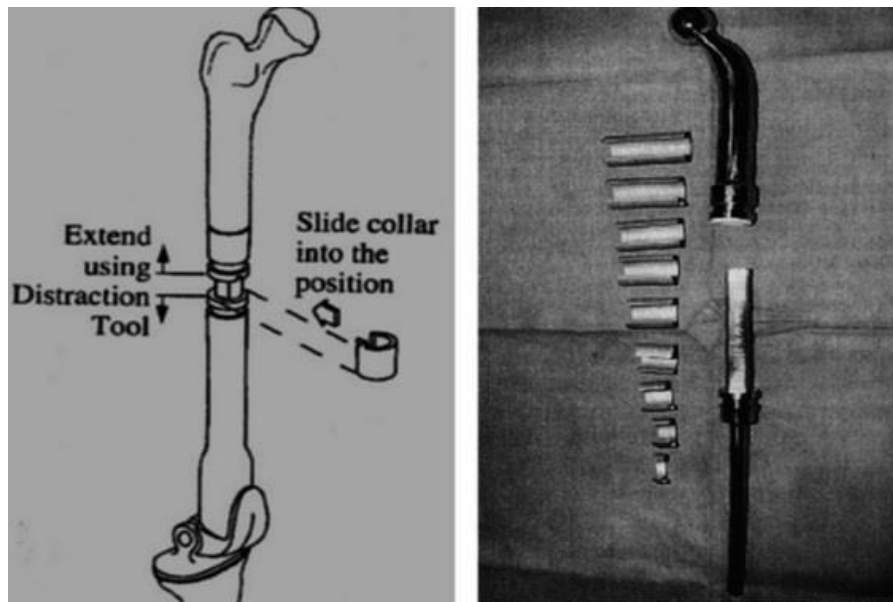 Extend
using
Distraction
Tool
Slide collar
into the
position